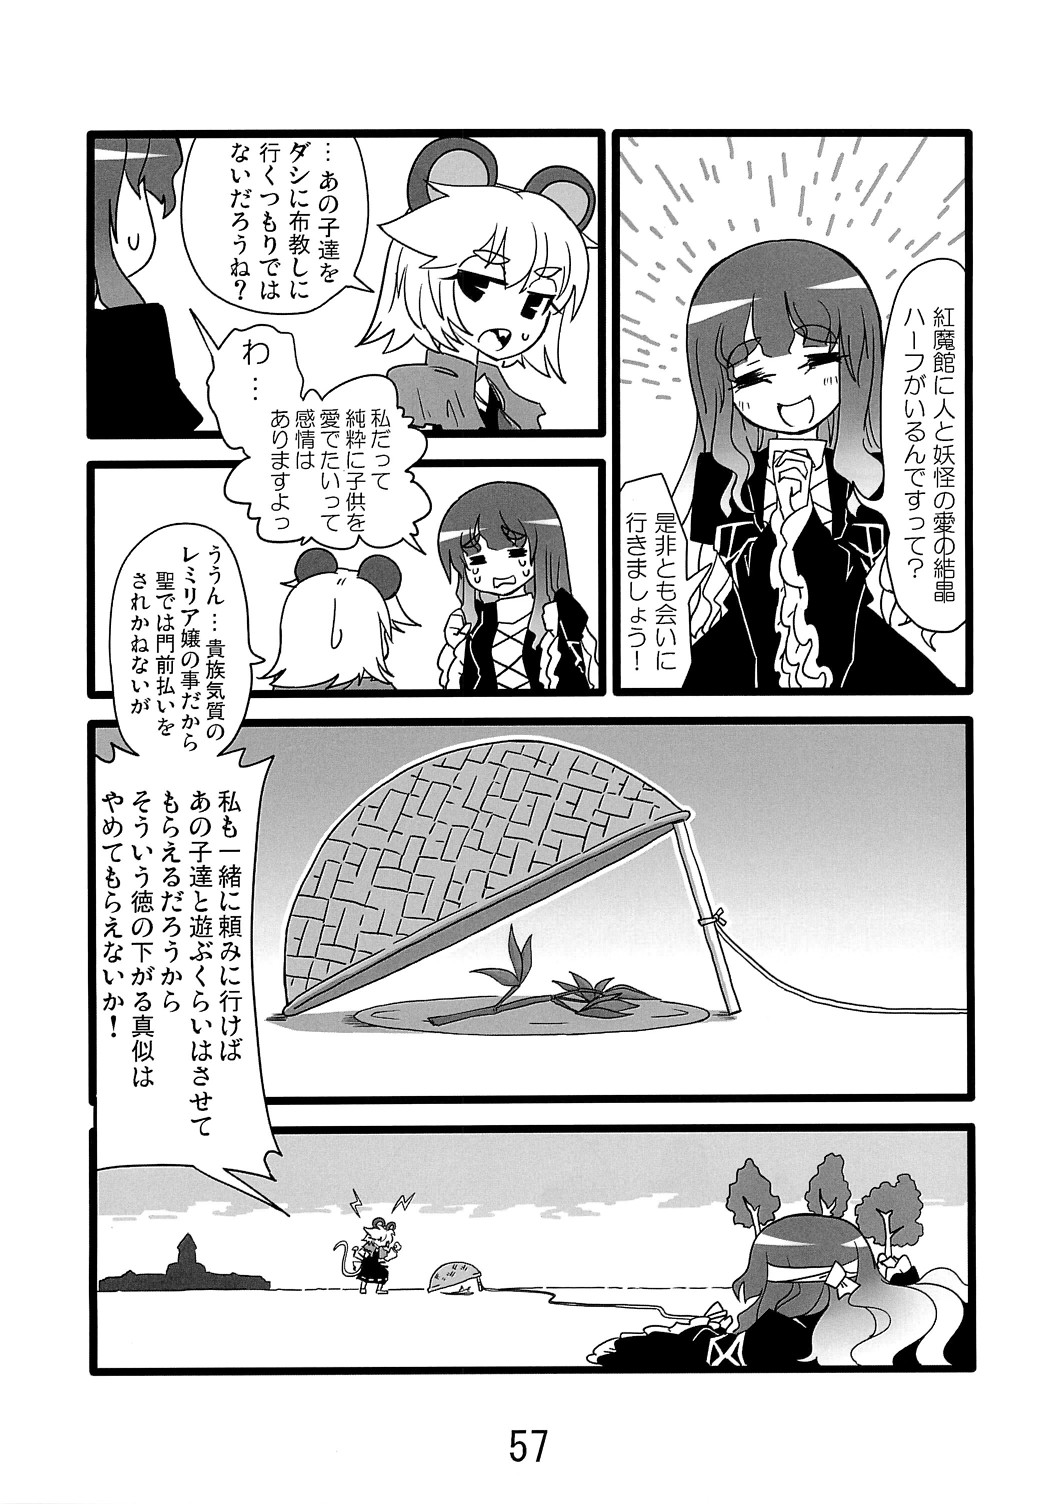 紅魔館に人と妖怪の愛の結晶
ハーフがいるんですって?
是非とも会いに
行きましょう!
…あの子達を
ダシに布教しに
行くつもりでは
ないだろうね?
わ…
私だって
純粋に子供を
愛でたいって
感情は
ありますよっ
ううん…貴族気質の
レミリア嬢の事だから
聖では門前払いを
されかねないが
私も一緒に頼みに行けば
あの子達と遊ぶくらいはさせて
もらえるだろうから
そういう徳の下がる真似は
やめてもらえないか!
57